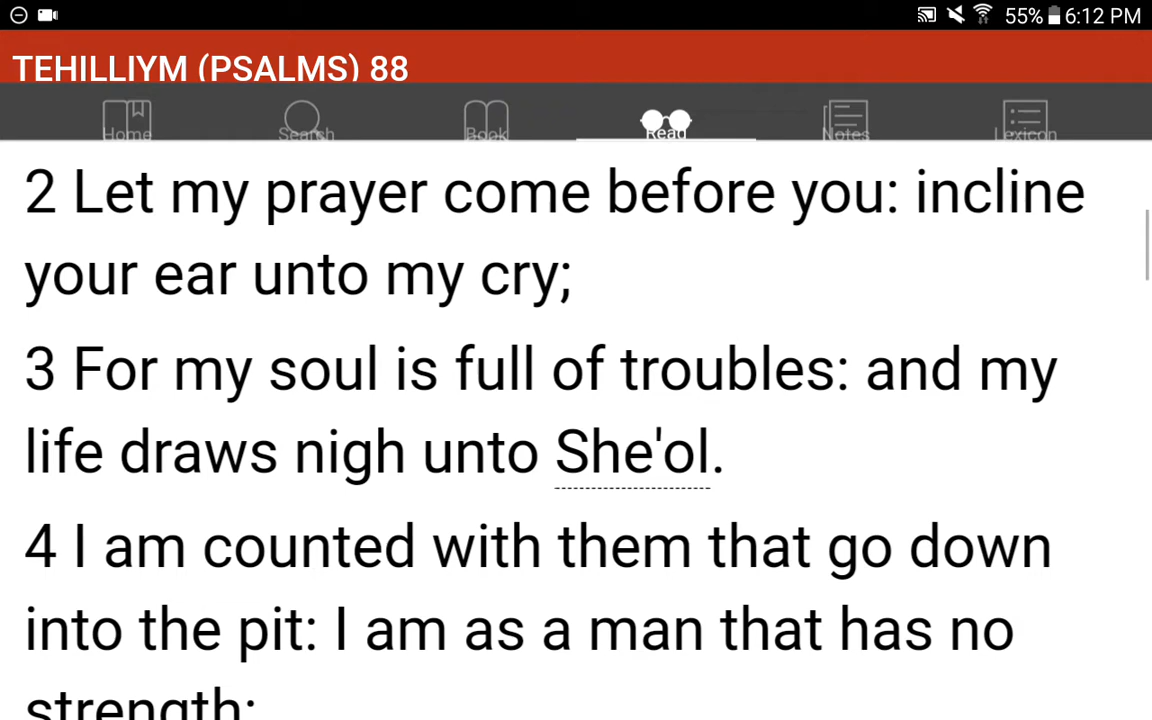 55% 6:12 PM
TEHILLIYM (PSALMS) 88
Home Search Book Read Notes Lexicon
2 Let my prayer come before you: incline
your ear unto my cry;
3 For my soul is full of troubles: and my
life draws nigh unto She'ol.
4 I am counted with them that go down
into the pit: I am as a man that has no
strength: